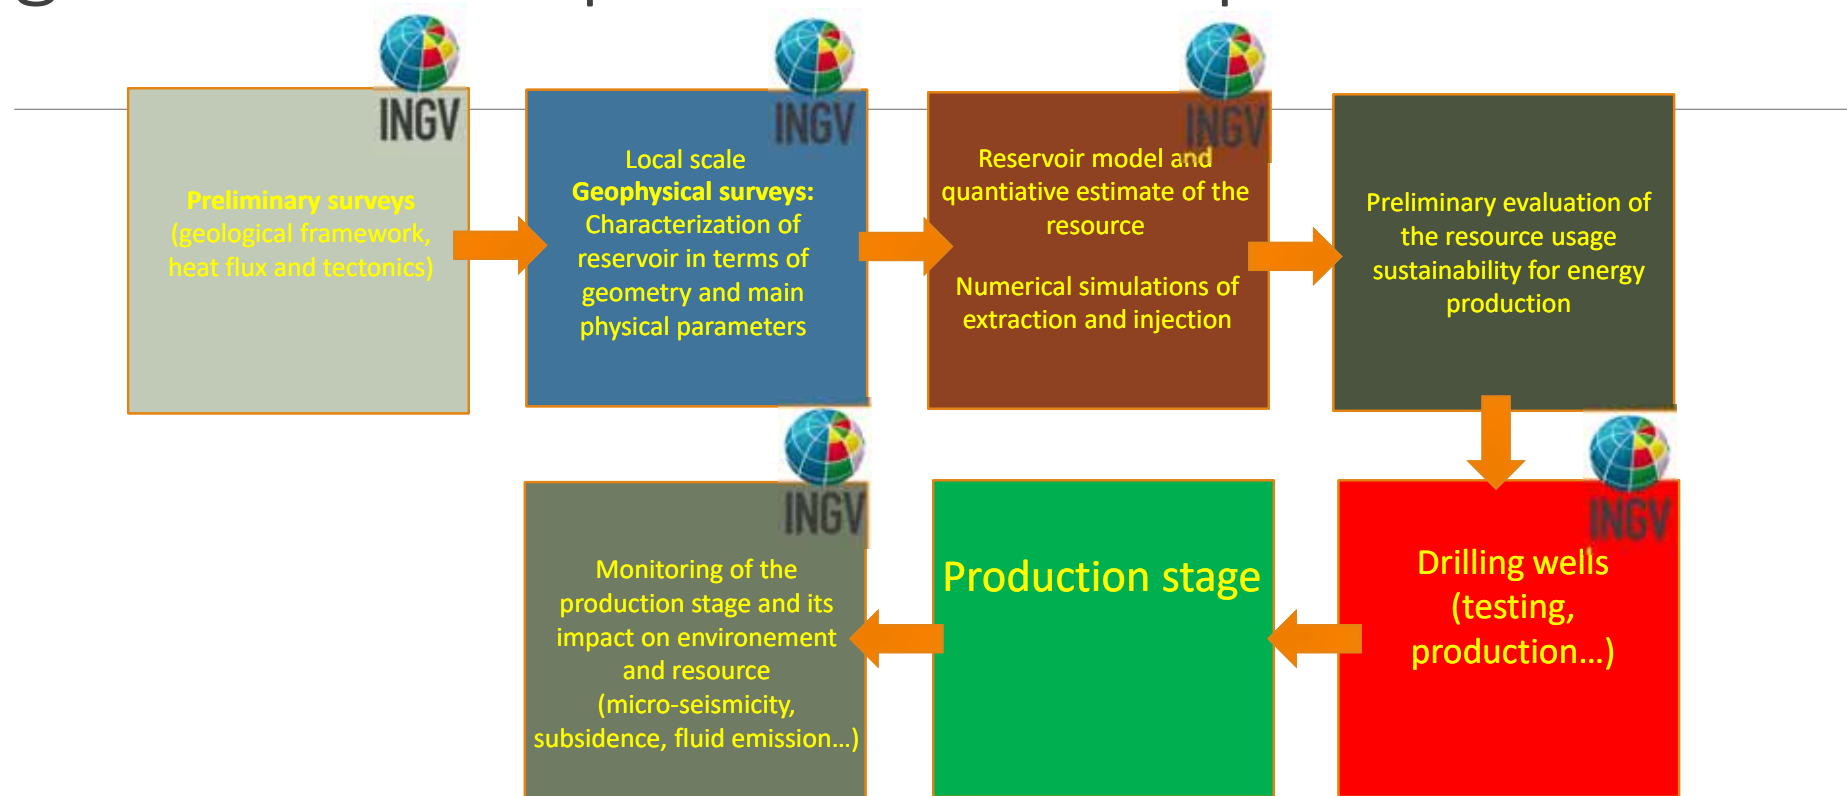 INGV
Preliminary surveys
(geological framework,
heat flux and tectonics)
INGV
Local scale
Geophysical surveys:
Characterization of
reservoir in terms of
geometry and main
physical parameters
INGV
Reservoir model and
quantiative estimate of the
resource
Numerical simulations of
extraction and injection
Preliminary evaluation of
the resource usage
sustainability for energy
production
INGV
Drilling wells
(testing,
production...)
Production stage
INGV
Monitoring of the
production stage and its
impact on environement
and resource
(micro-seismicity,
subsidence, fluid emission...)